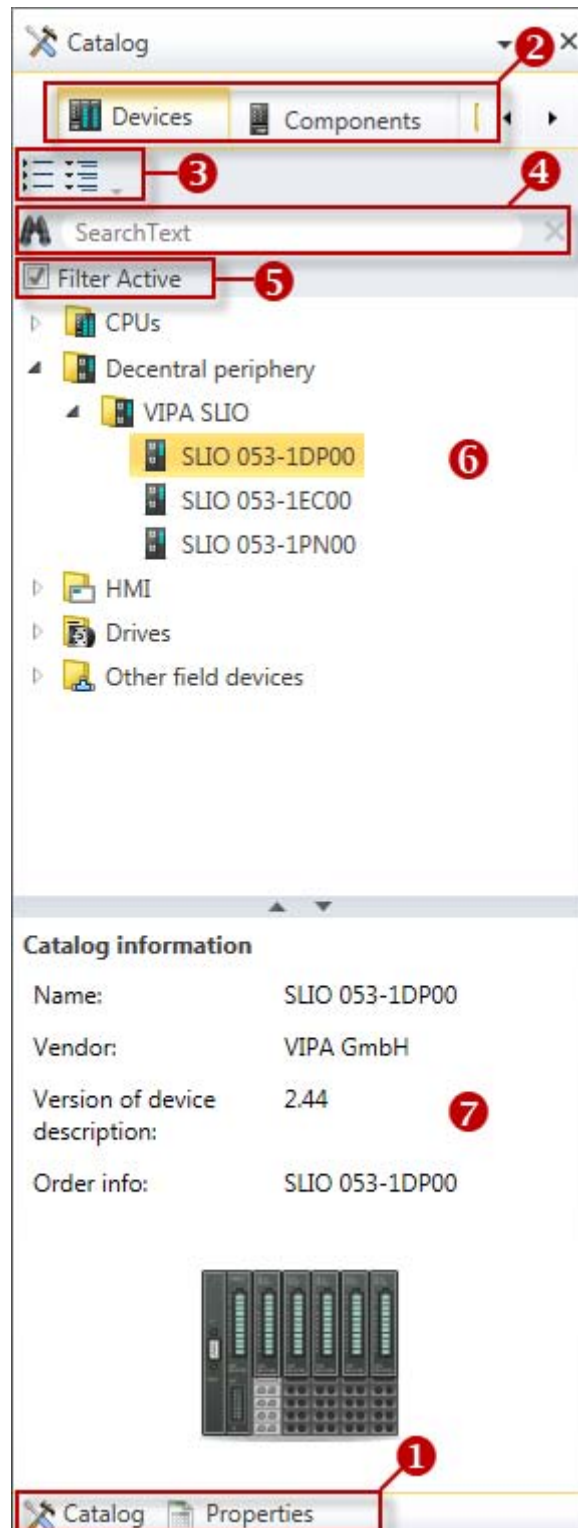 Catalog
2
Devices
Components
3
4
SearchText
Filter Active
5
CPUs
Decentral periphery
VIPA SLIO
SLIO 053-1DP00
6
SLIO 053-1EC00
SLIO 053-1PN00
HMI
Drives
Other field devices
Catalog information
Name: SLIO 053-1DP00
Vendor: VIPA GmbH
Version of device 2.44
description:
7
Order info: SLIO 053-1DP00
1
Catalog Properties